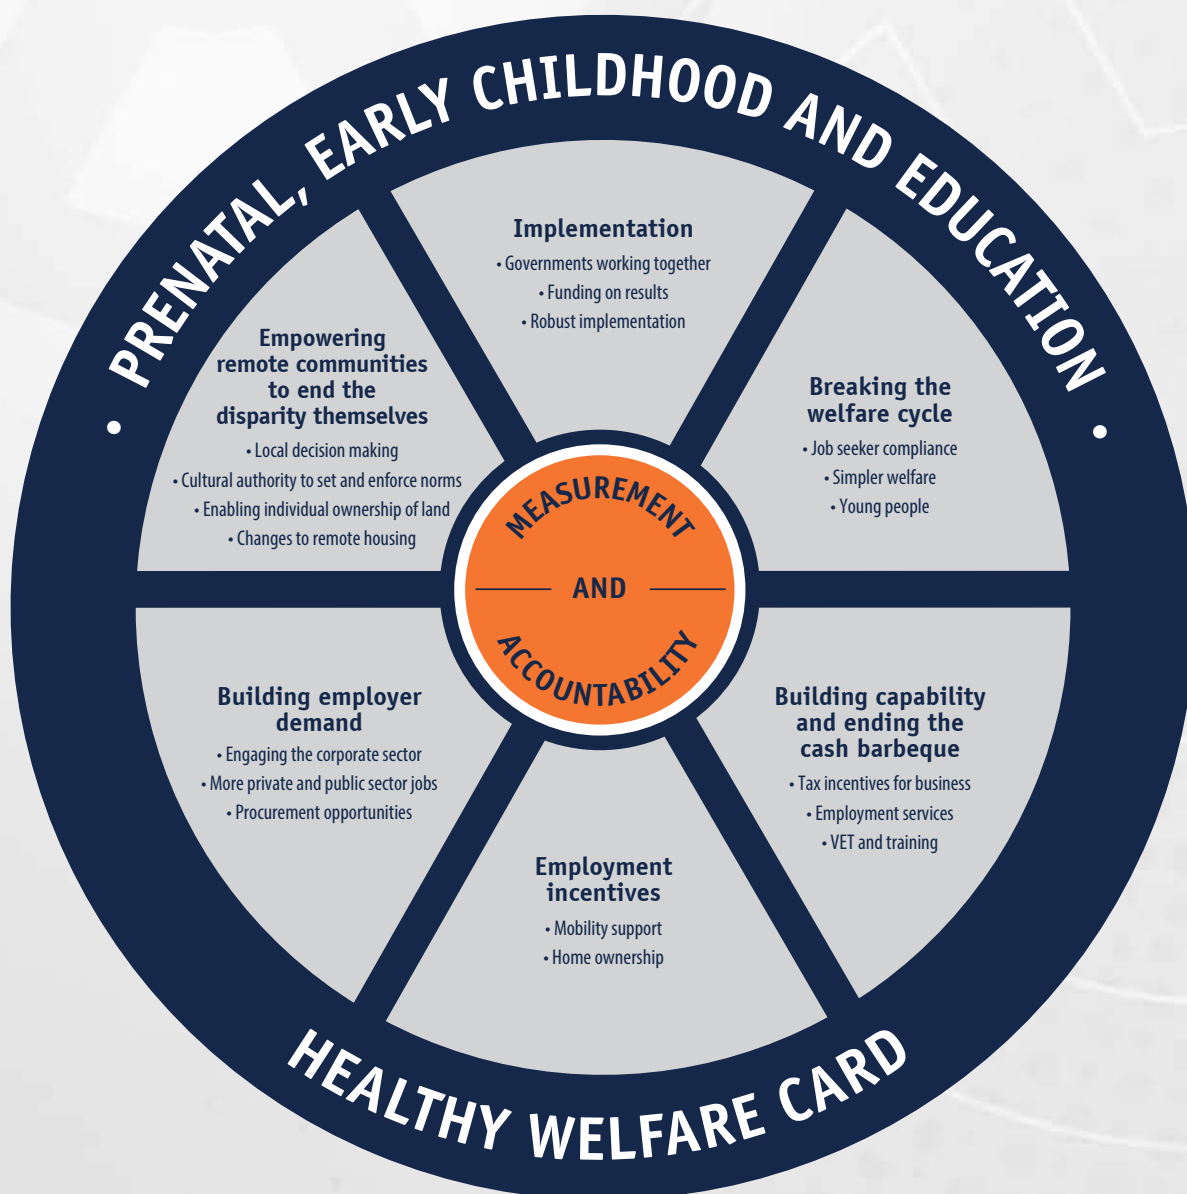 • PRENATAL, EARLY CHILDHOOD AND EDUCATION •
Implementation
• Governments working together
• Funding on results
• Robust implementation
Breaking the
welfare cycle
• Job seeker compliance
• Simpler welfare
• Young people
Building capability
and ending the
cash barbeque
• Tax incentives for business
• Employment services
• VET and training
Employment
incentives
• Mobility support
• Home ownership
Building employer
demand
• Engaging the corporate sector
• More private and public sector jobs
• Procurement opportunities
Empowering
remote communities
to end the
disparity themselves
• Local decision making
• Cultural authority to set and enforce norms
• Enabling individual ownership of land
• Changes to remote housing
MEASUREMENT
AND
ACCOUNTABILITY
HEALTHY WELFARE CARD